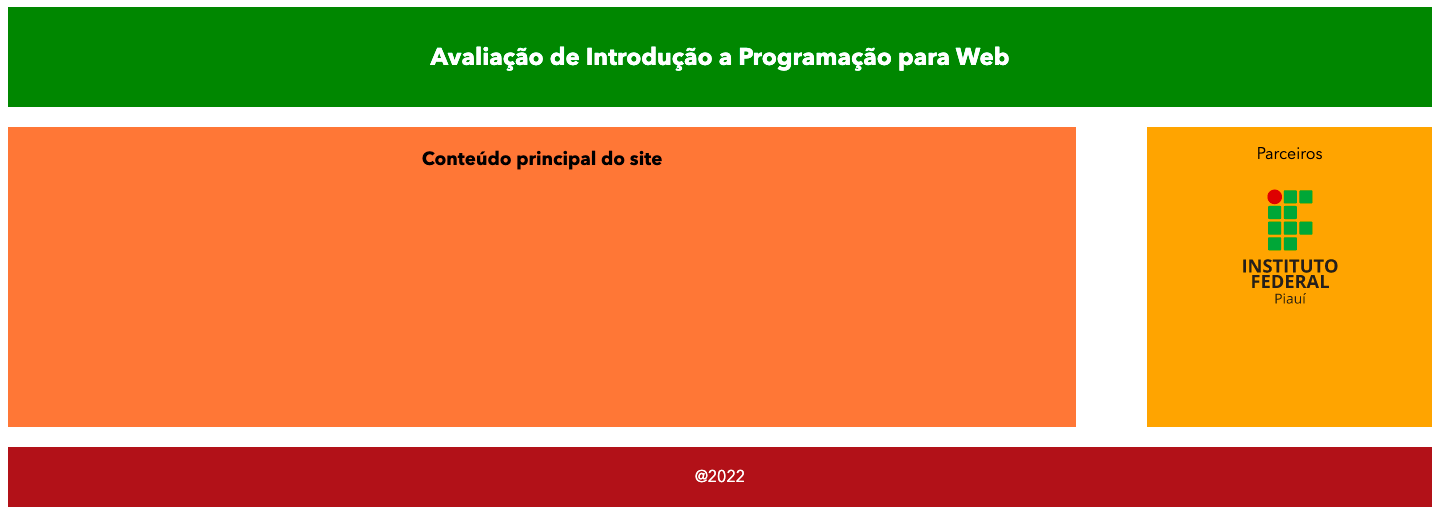 Avaliação de Introdução a Programação para Web
Conteúdo principal do site
Parceiros
INSTITUTO
FEDERAL
Piauí
@2022